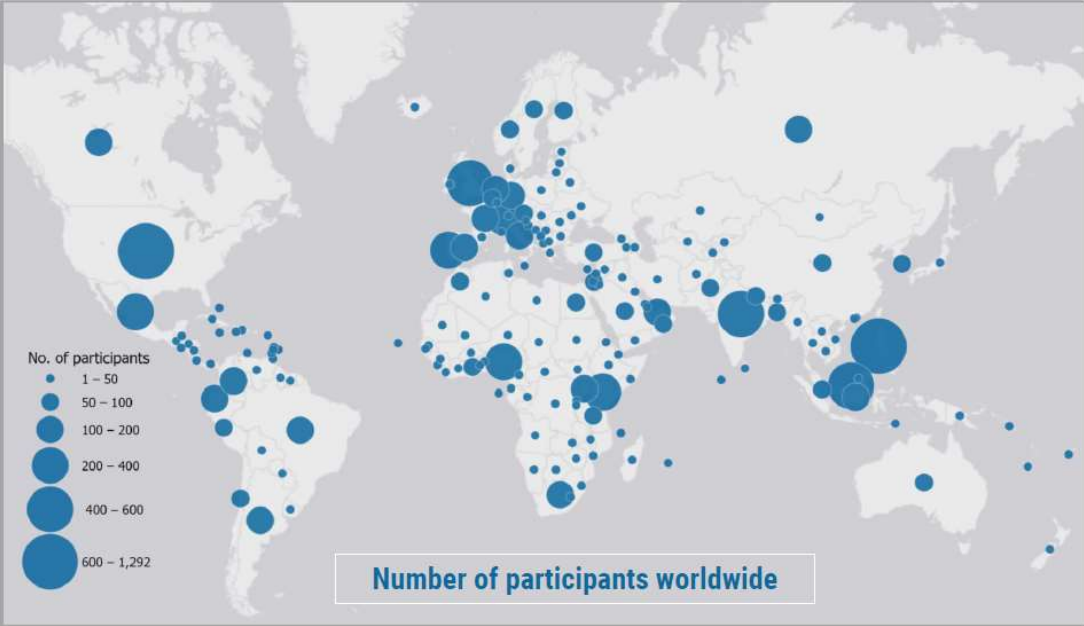 No. of participants
1 – 50
50 – 100
100 – 200
200 – 400
400 – 600
600 – 1,292
Number of participants worldwide